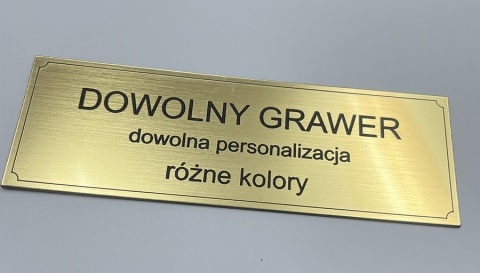 DOWOLNY GRAWER
dowolna personalizacja
różne kolory